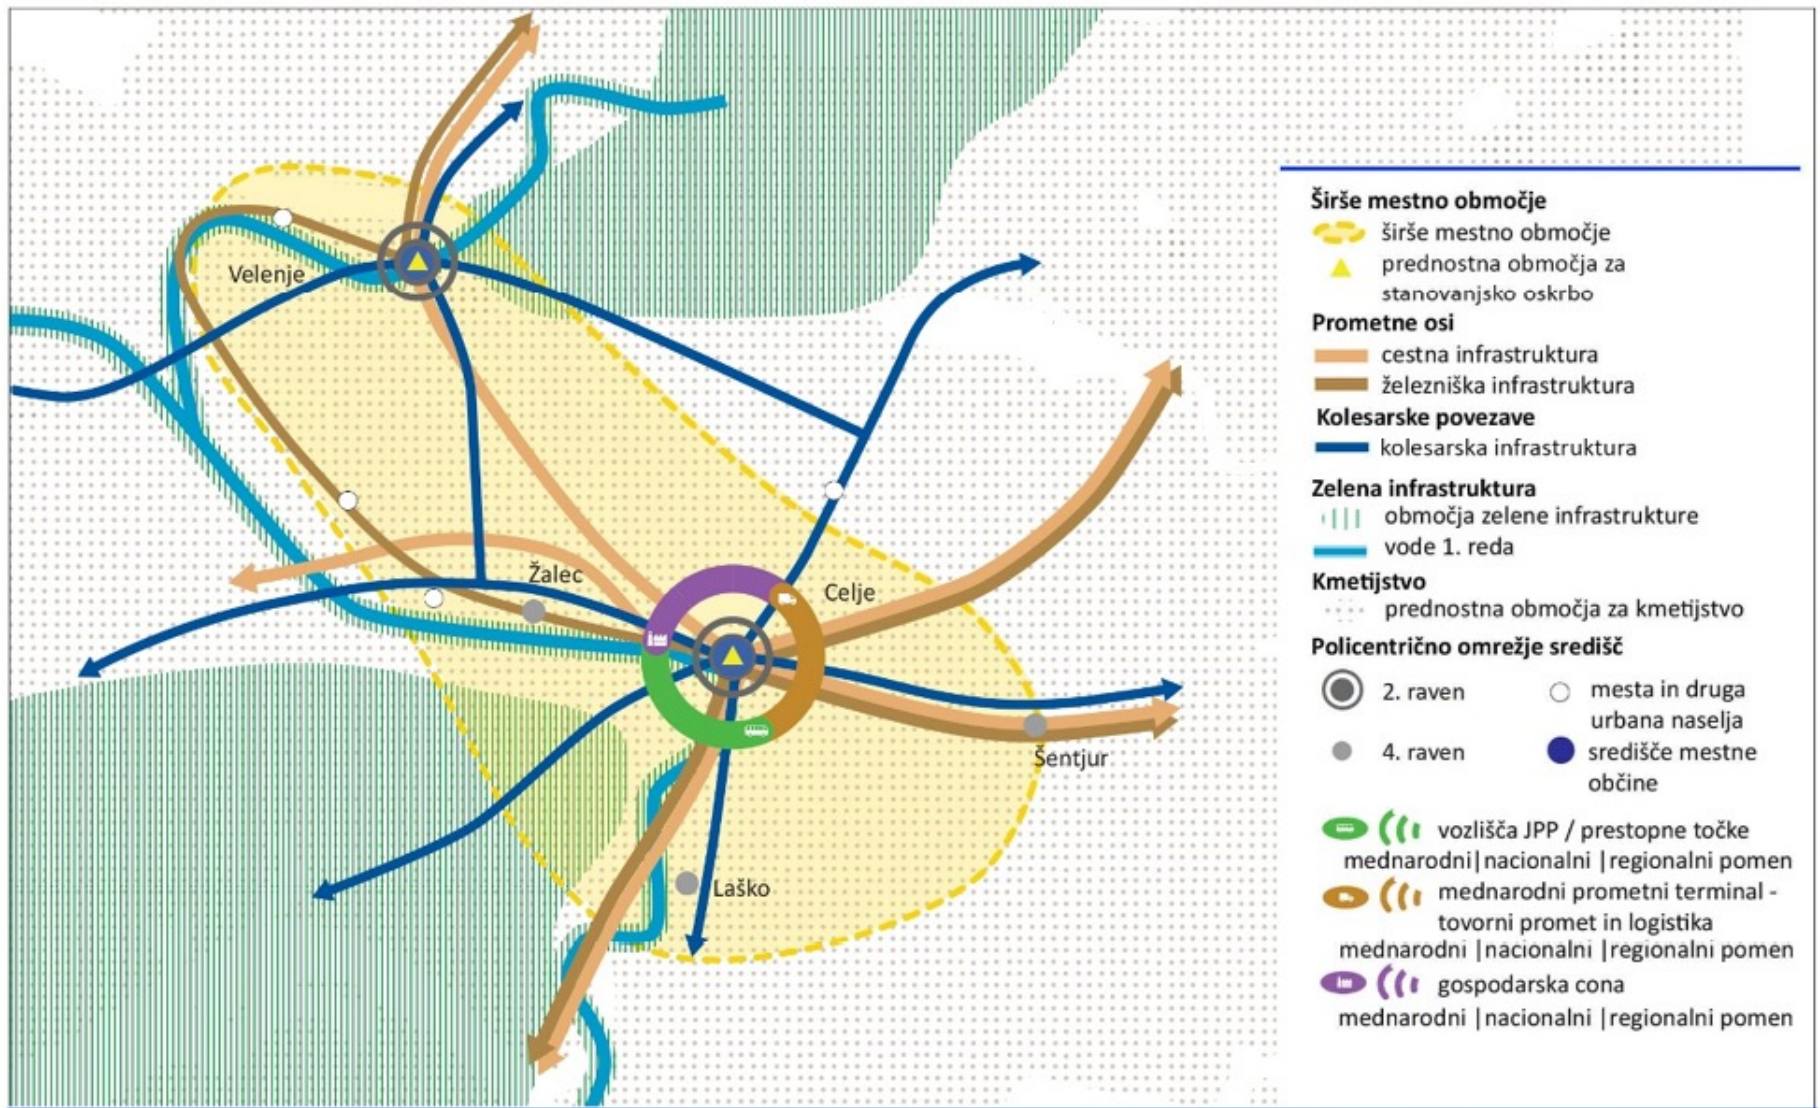 Velenje
Žalec
Celje
Šentjur
Laško
Širše mestno območje
širše mestno območje
prednostna območja za
stanovanjsko oskrbo
Prometne osi
cestna infrastruktura
železniška infrastruktura
Kolesarske povezave
kolesarska infrastruktura
Zelena infrastruktura
območja zelene infrastrukture
vode 1. reda
Kmetijstvo
prednostna območja za kmetijstvo
Policentrično omrežje središč
2. raven
mesta in druga
urbana naselja
4. raven
središče mestne
občine
vozlišča JPP / prestopne točke
mednarodni|nacionalni |regionalni pomen
mednarodni prometni terminal -
tovorni promet in logistika
mednarodni |nacionalni |regionalni pomen
gospodarska cona
mednarodni |nacionalni |regionalni pomen